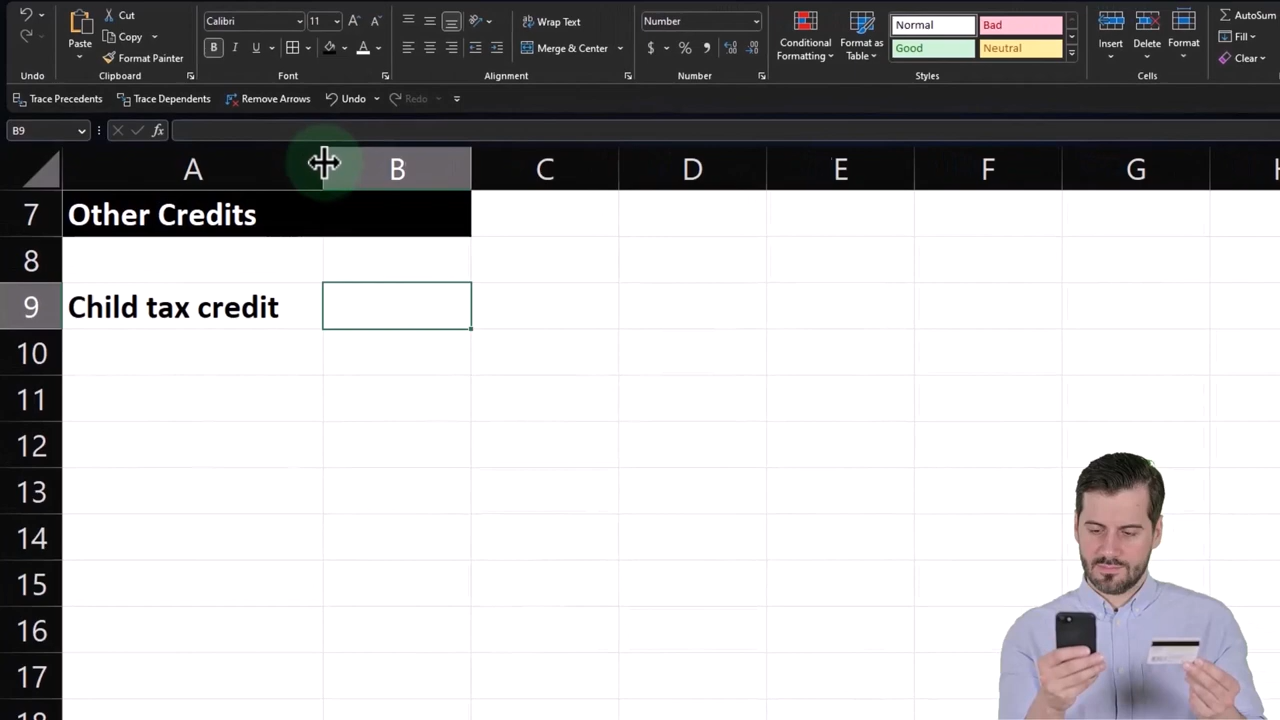 Cut
Calibri
11
A^
A
Wrap Text
Number
Normal
Bad
AutoSum
Copy
Paste
Format Painter
B I U
Merge & Center
$ % ,
Conditional Formatting
Format as Table
Good
Neutral
Insert
Delete
Format
Fill
Clear
Undo
Clipboard
Font
Alignment
Number
Styles
Cells
Trace Precedents
Trace Dependents
Remove Arrows
Undo
Redo
B9
fx
A B C D E F G
7 Other Credits
8
9 Child tax credit
10
11
12
13
14
15
16
17